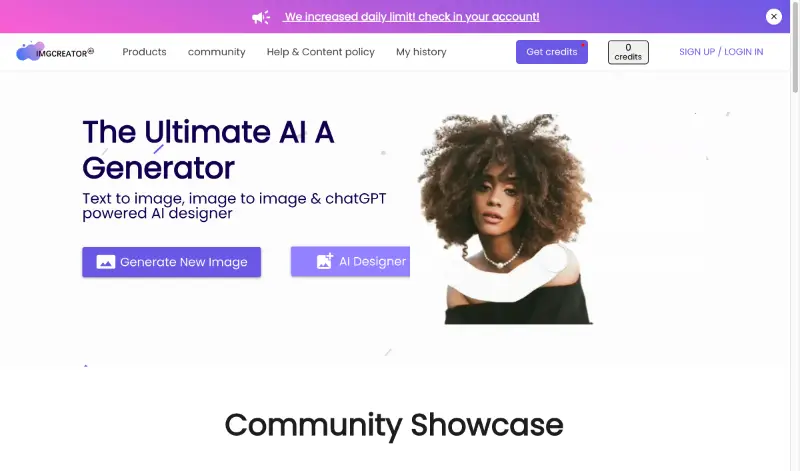 We increased daily limit! check in your account!
IMGCREATOR
Products
community
Help & Content policy
My history
Get credits
0
credits
SIGN UP / LOGIN IN
The Ultimate AI A
Generator
Text to image, image to image & chatGPT
powered AI designer
Generate New Image
AI Designer
Community Showcase